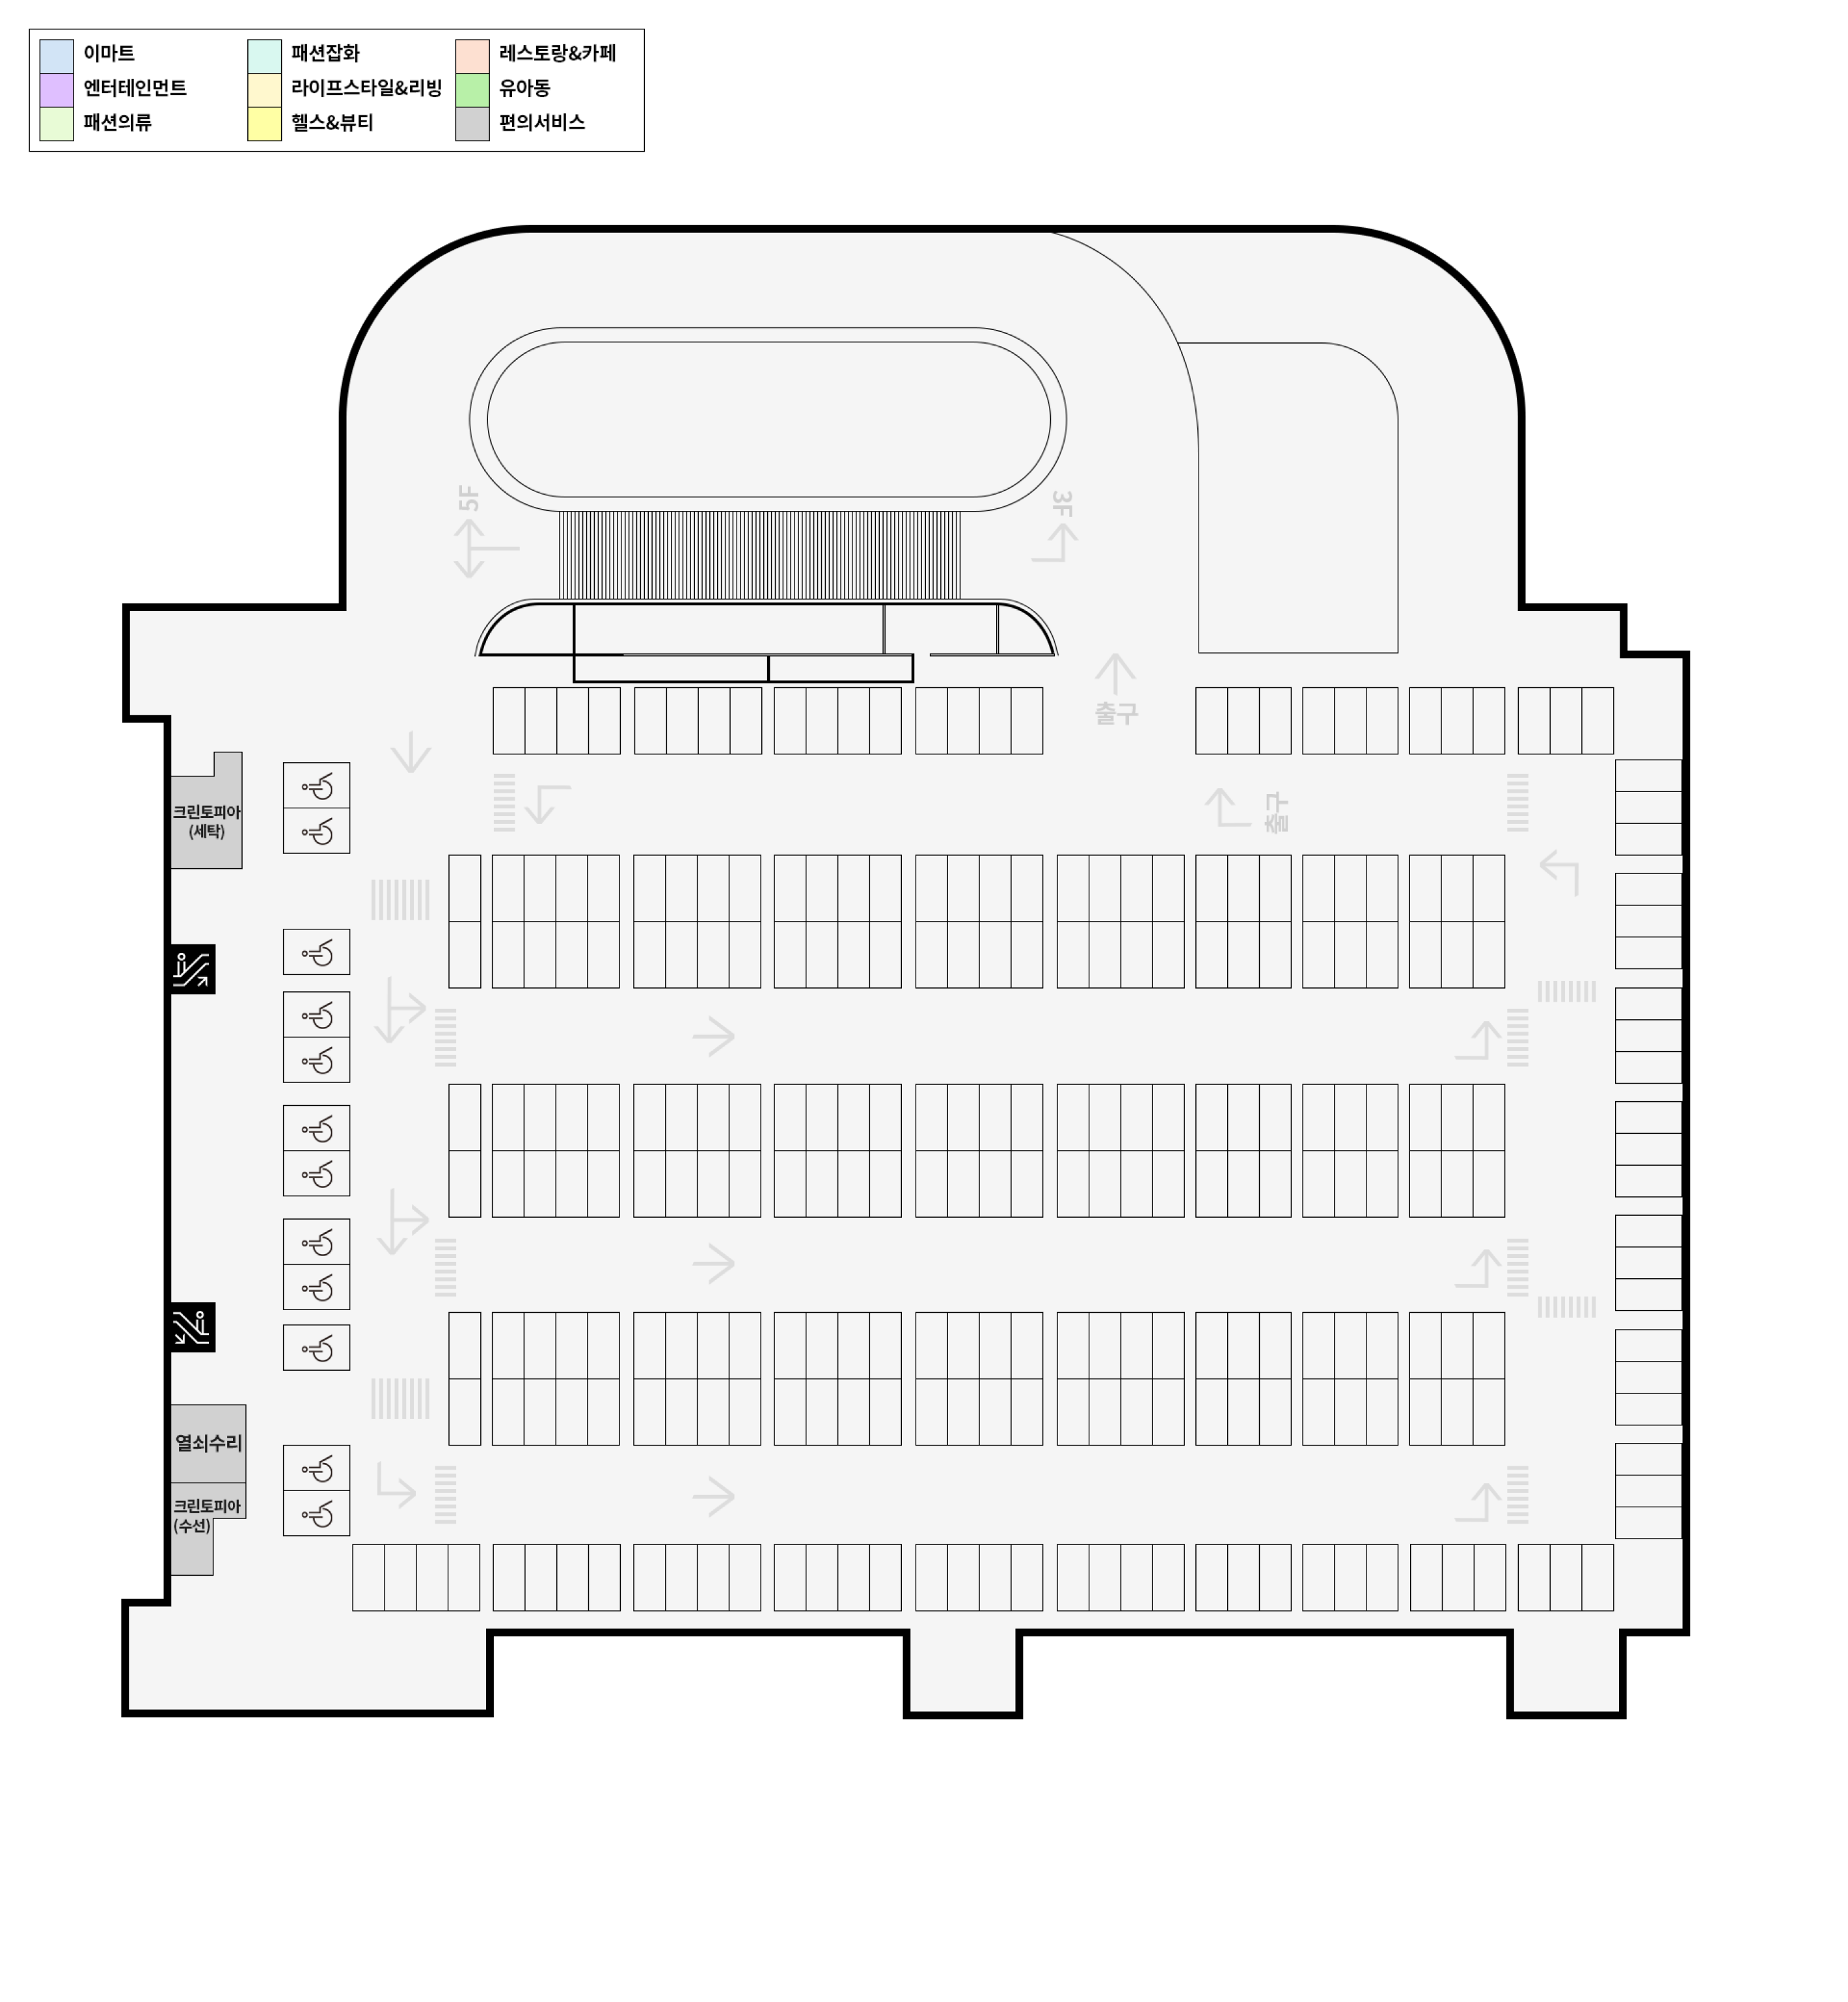 이마트
패션잡화
레스토랑&카페
엔터테인먼트
라이프스타일&리빙
유아동
패션의류
헬스&뷰티
편의서비스
5F
3F
출구
출구
크린토피아
(세탁)
열쇠수리
크린토피아
(수선)